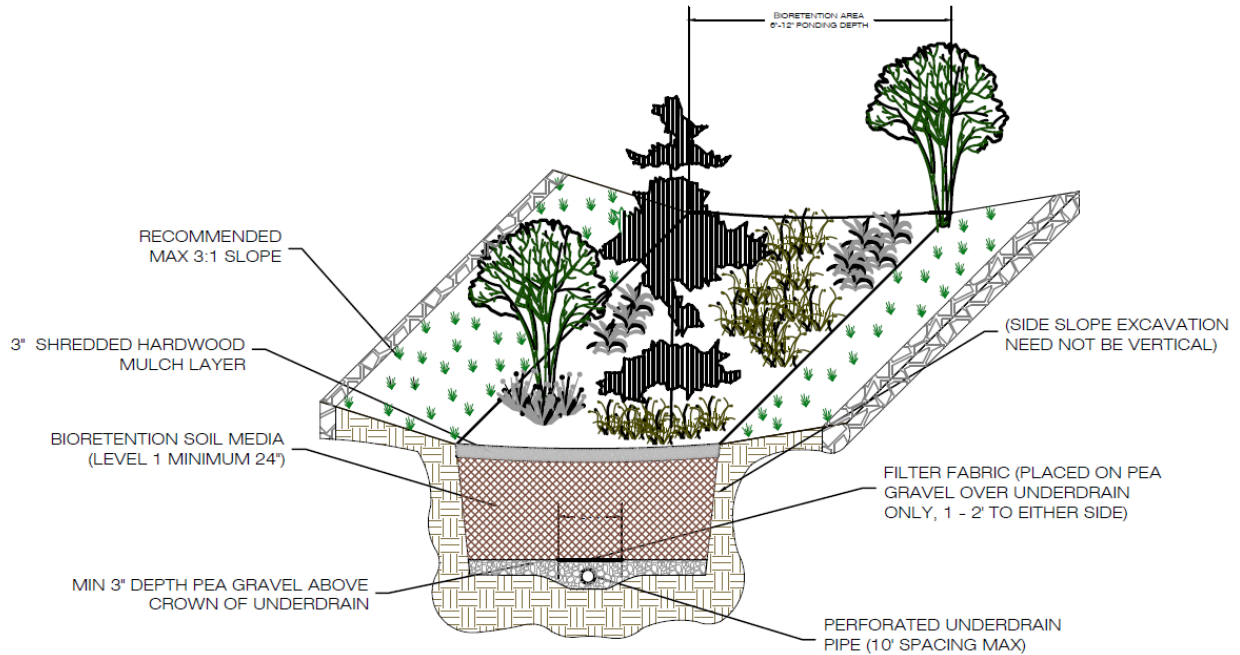 BIORETENTION AREA
6"-12" PONDING DEPTH
RECOMMENDED
MAX 3:1 SLOPE
3" SHREDDED HARDWOOD
MULCH LAYER
(SIDE SLOPE EXCAVATION
NEED NOT BE VERTICAL)
BIORETENTION SOIL MEDIA
(LEVEL 1 MINIMUM 24")
FILTER FABRIC (PLACED ON PEA
GRAVEL OVER UNDERDRAIN
ONLY, 1 - 2' TO EITHER SIDE)
MIN 3" DEPTH PEA GRAVEL ABOVE
CROWN OF UNDERDRAIN
PERFORATED UNDERDRAIN
PIPE (10' SPACING MAX)